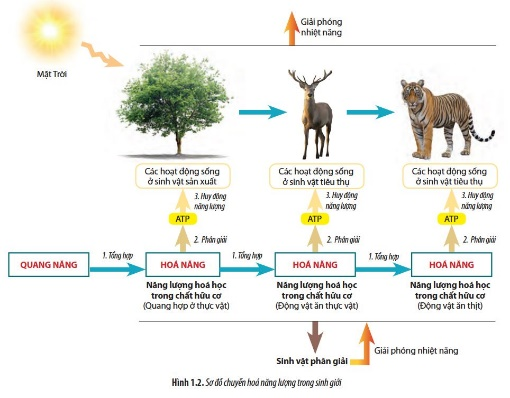 Giải phóng
nhiệt năng
Mặt Trời
Các hoạt động sống
ở sinh vật sản xuất
Các hoạt động sống
ở sinh vật tiêu thụ
Các hoạt động sống
ở sinh vật tiêu thụ
3. Huy động
năng lượng
3. Huy động
năng lượng
3. Huy động
năng lượng
ATP
ATP
ATP
2. Phân giải
2. Phân giải
2. Phân giải
QUANG NĂNG
1. Tổng hợp
HOÁ NĂNG
1. Tổng hợp
HOÁ NĂNG
1. Tổng hợp
HOÁ NĂNG
Năng lượng hoá học
trong chất hữu cơ
(Quang hợp ở thực vật)
Năng lượng hoá học
trong chất hữu cơ
(Động vật ăn thực vật)
Năng lượng hoá học
trong chất hữu cơ
(Động vật ăn thịt)
Giải phóng nhiệt năng
Sinh vật phân giải
Hình 1.2. Sơ đồ chuyển hoá năng lượng trong sinh giới